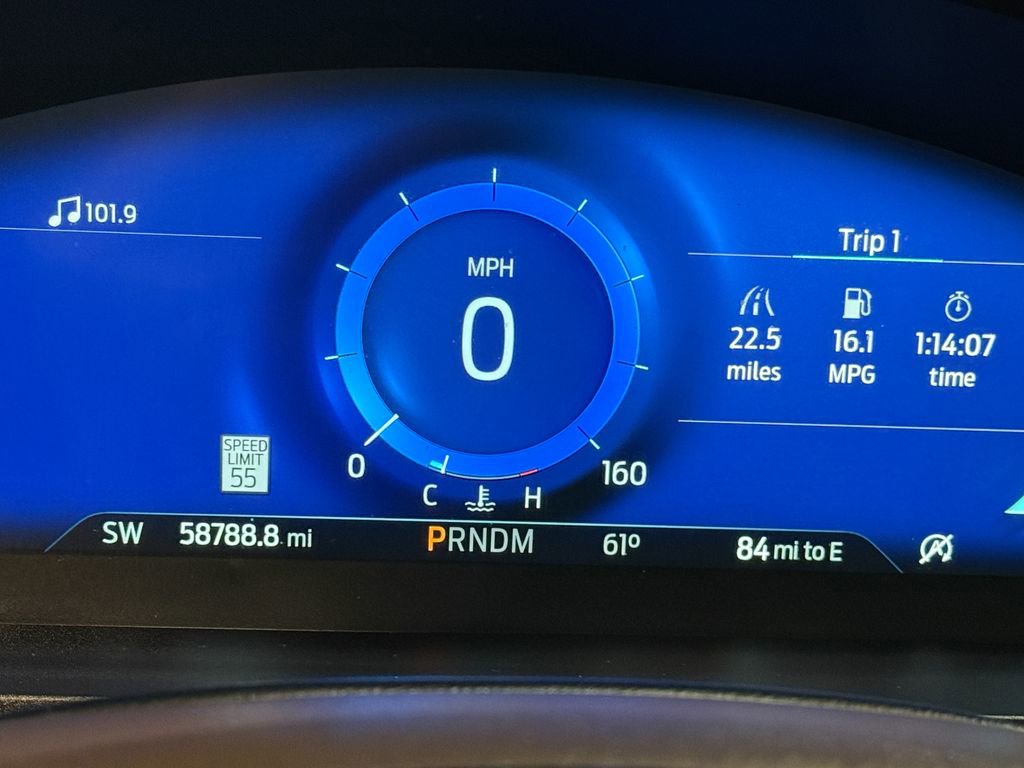 101.9
MPH
0
0
160
C
H
SPEED
LIMIT
55
Trip 1
22.5 16.1 1:14:07
miles MPG time
SW 58788.8 mi PRNDM 61° 84 mi to E